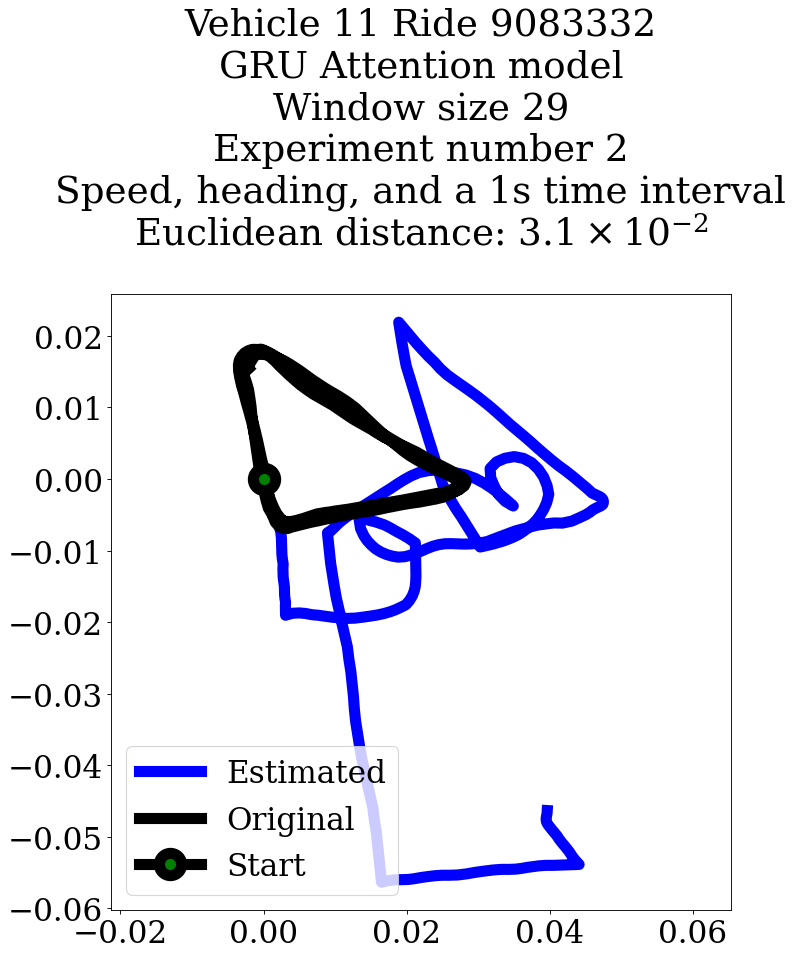 Vehicle 11 Ride 9083332
GRU Attention model
Window size 29
Experiment number 2
Speed, heading, and a 1s time interval
Euclidean distance: 3.1 × 10⁻²
0.02
0.01
0.00
−0.01
−0.02
−0.03
−0.04
−0.05
−0.06
Estimated
Original
Start
−0.02 0.00 0.02 0.04 0.06